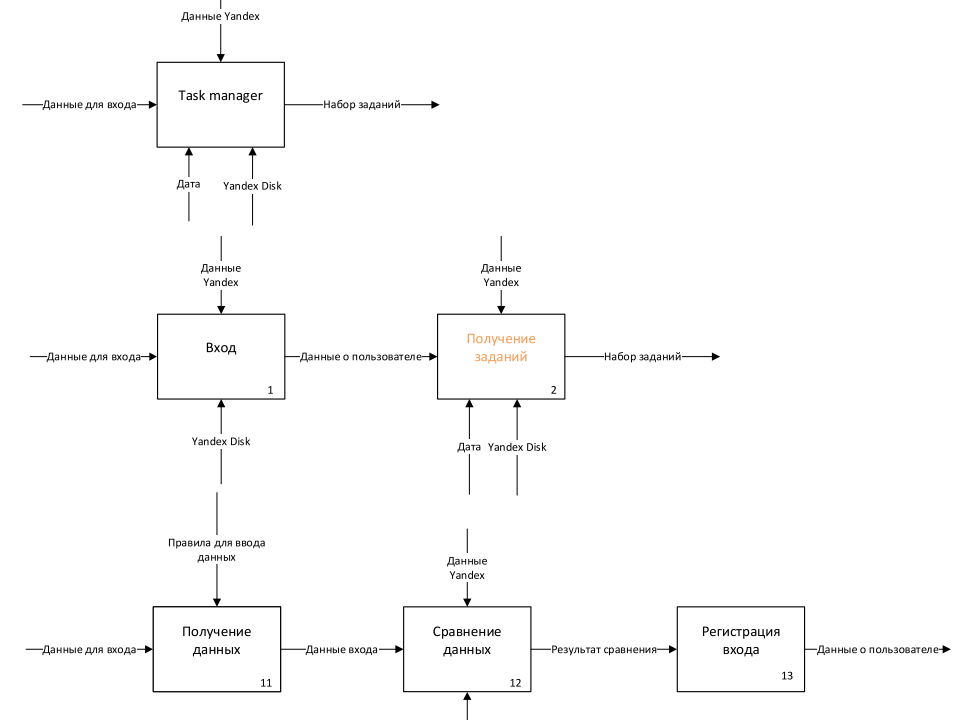 Данные Yandex
Task manager
Данные для входа
Набор заданий
Дата
Yandex Disk
Данные
Yandex
Данные
Yandex
Вход
Получение
заданий
Данные для входа
Данные о пользователе
Набор заданий
1
2
Yandex Disk
Дата
Yandex Disk
Правила для ввода
данных
Данные
Yandex
Получение
данных
Сравнение
данных
Регистрация
входа
Данные для входа
Данные входа
Результат сравнения
Данные о пользователе
11
12
13